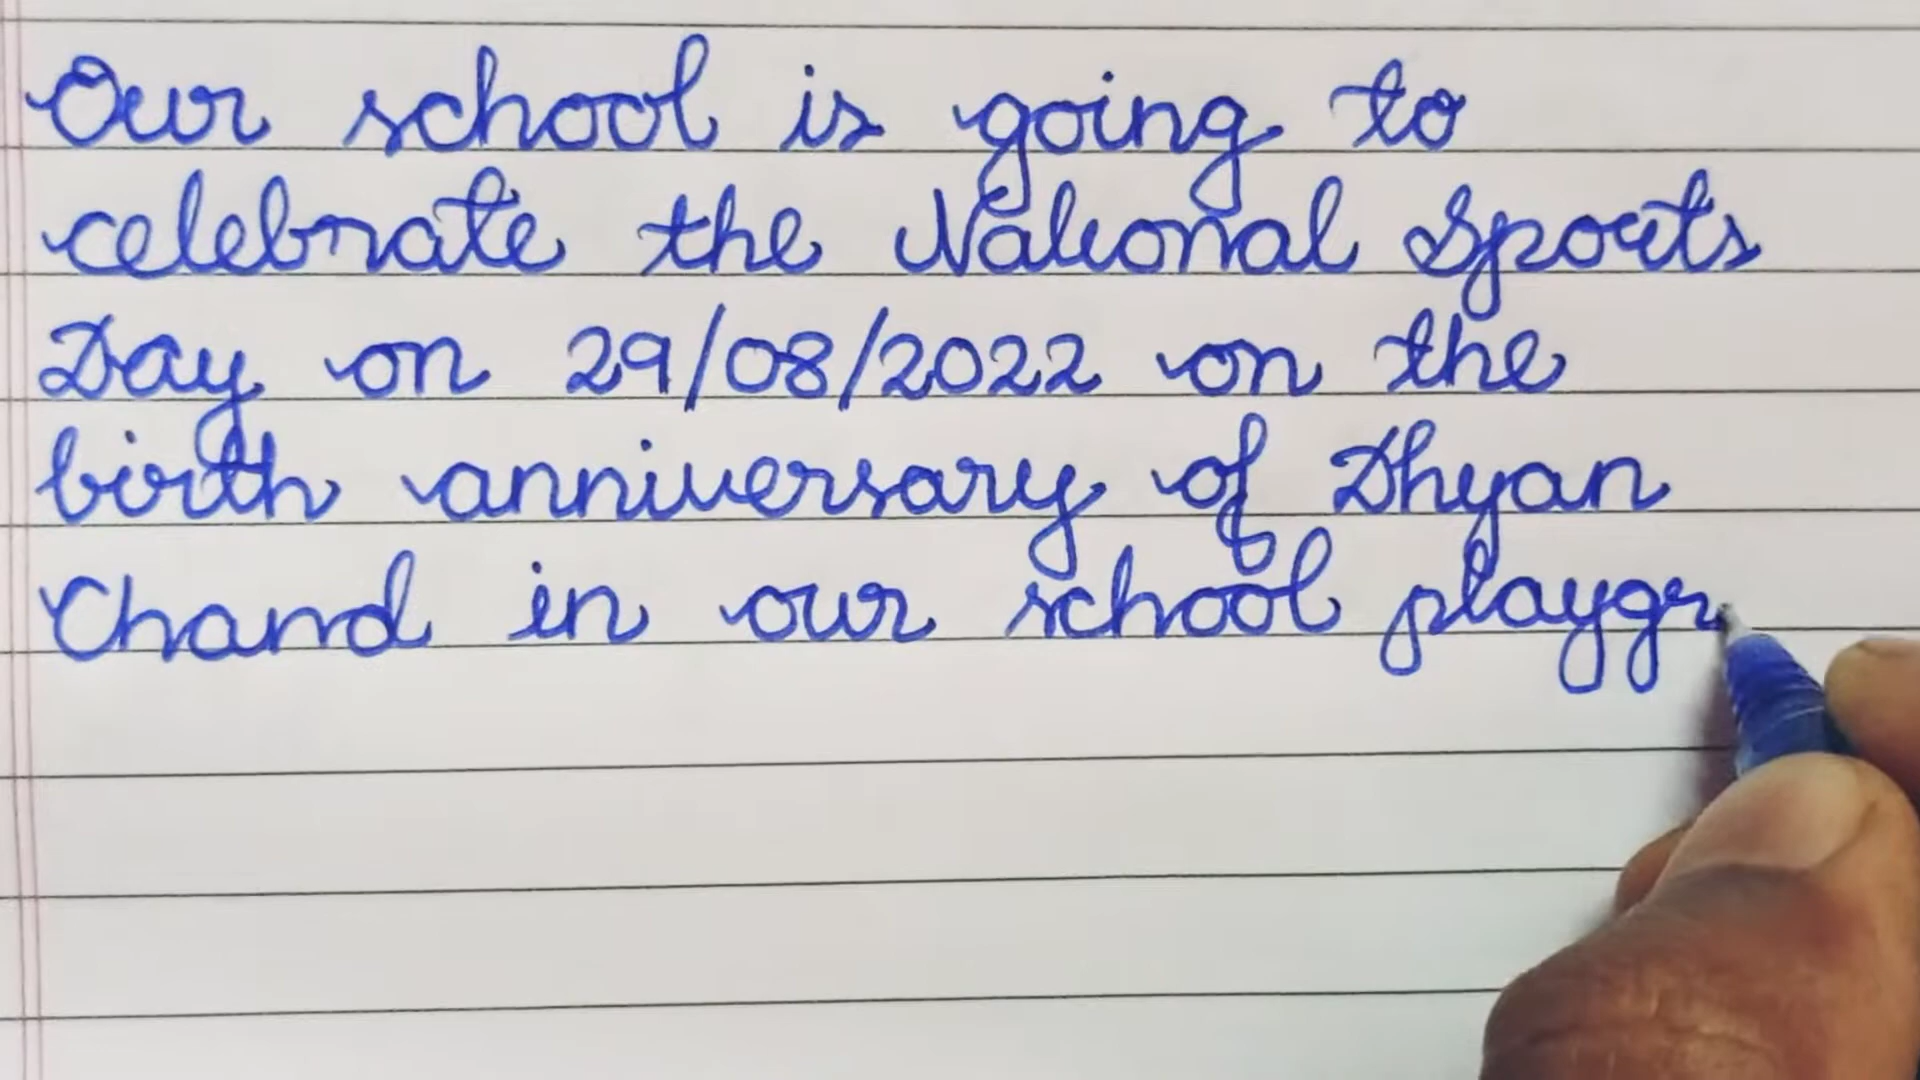 Our school is going to
celebrate the National Sports
Day on 29/08/2022 on the
birth anniversary of Dhyan
Chand in our school playgr